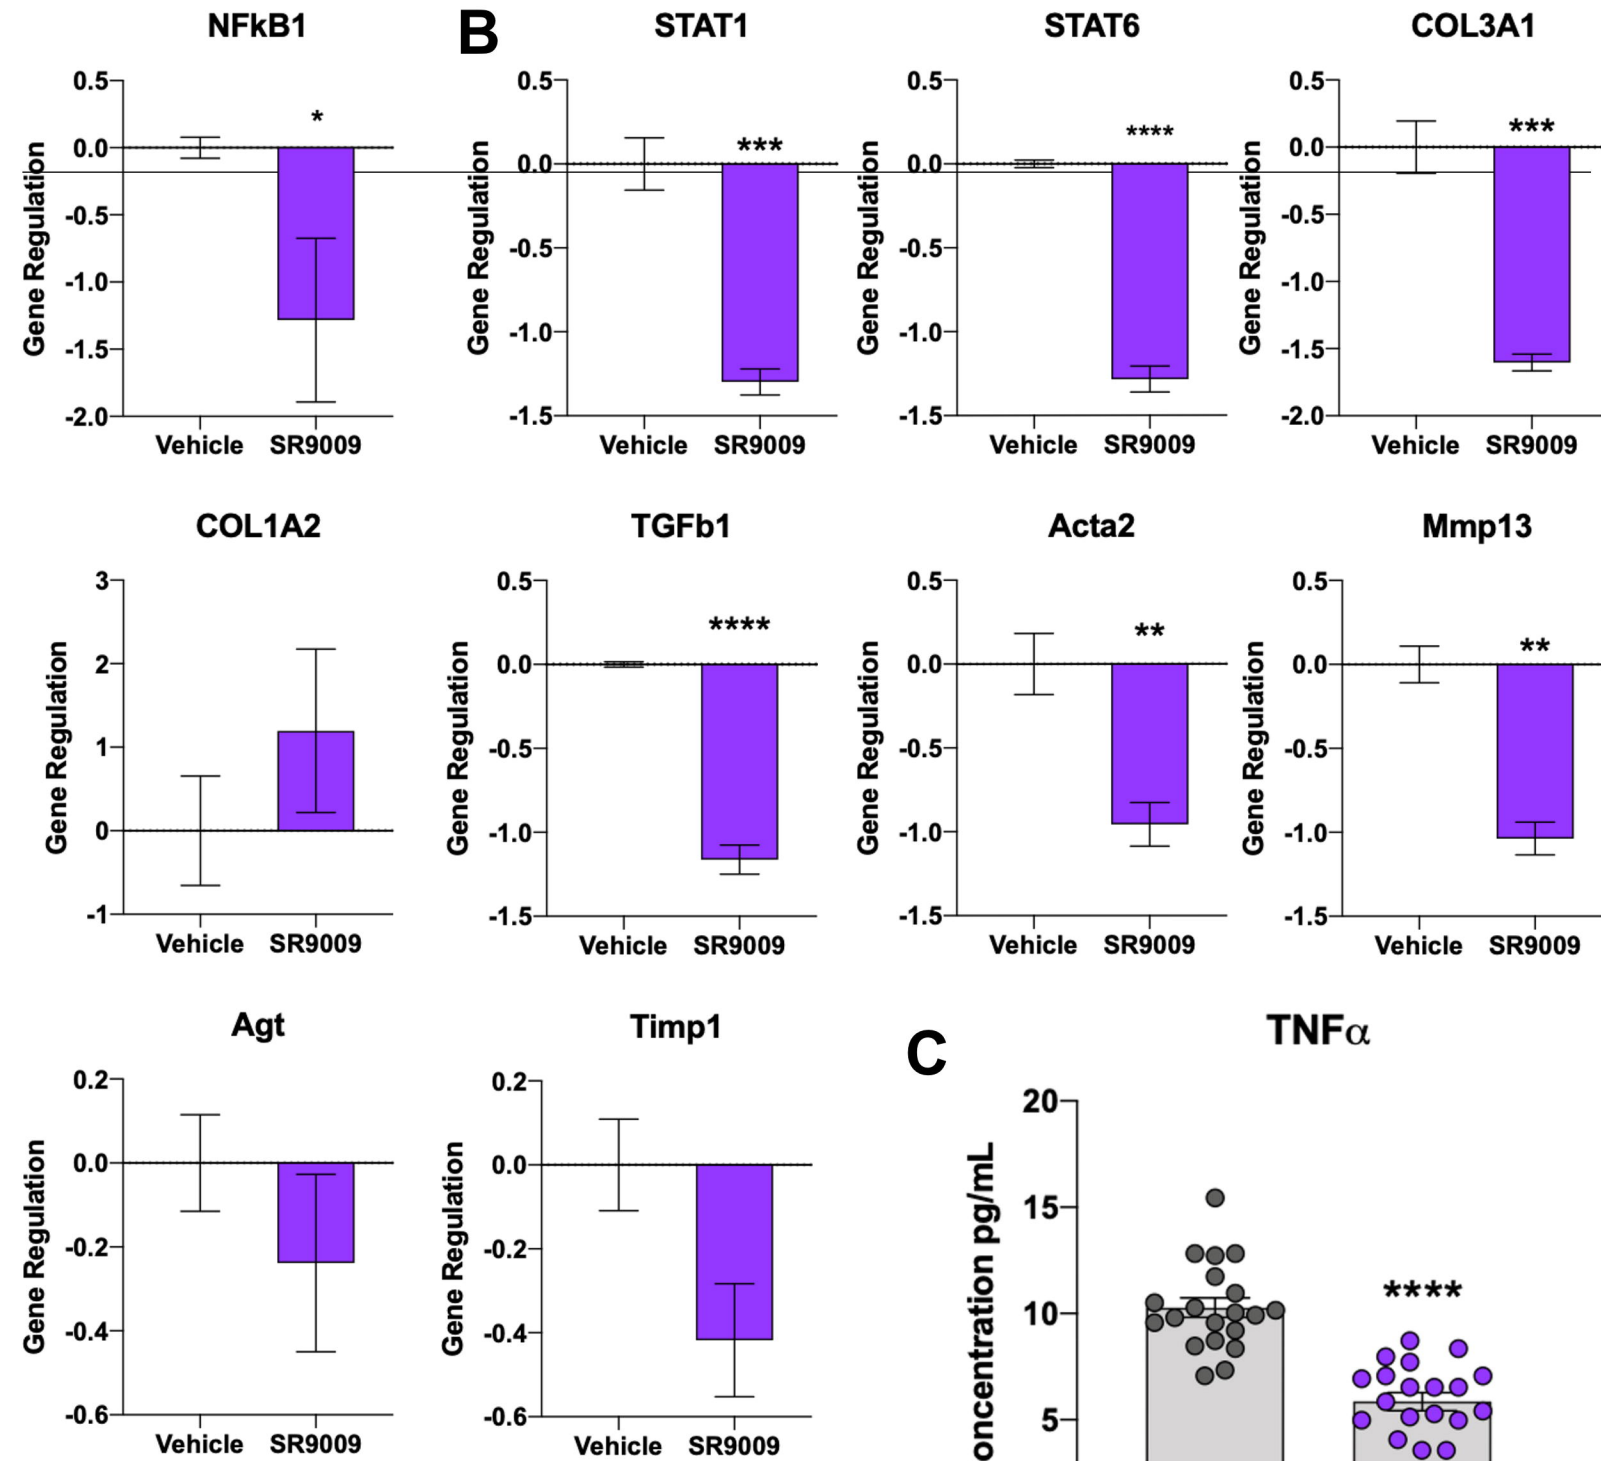 NFkB1
Gene Regulation
0.5
0.0
-0.5
-1.0
-1.5
-2.0
*
Vehicle SR9009
B
STAT1
Gene Regulation
0.5
0.0
-0.5
-1.0
-1.5
***
Vehicle SR9009
STAT6
Gene Regulation
0.5
0.0
-0.5
-1.0
-1.5
****
Vehicle SR9009
COL3A1
Gene Regulation
0.5
0.0
-0.5
-1.0
-1.5
-2.0
***
Vehicle SR9009
COL1A2
Gene Regulation
3
2
1
0
-1
Vehicle SR9009
TGFb1
Gene Regulation
0.5
0.0
-0.5
-1.0
-1.5
****
Vehicle SR9009
Acta2
Gene Regulation
0.5
0.0
-0.5
-1.0
-1.5
**
Vehicle SR9009
Mmp13
Gene Regulation
0.5
0.0
-0.5
-1.0
-1.5
**
Vehicle SR9009
Agt
Gene Regulation
0.2
0.0
-0.2
-0.4
-0.6
Vehicle SR9009
Timp1
Gene Regulation
0.2
0.0
-0.2
-0.4
-0.6
Vehicle SR9009
C
TNFα
oncentration pg/mL
20
15
10
5
****